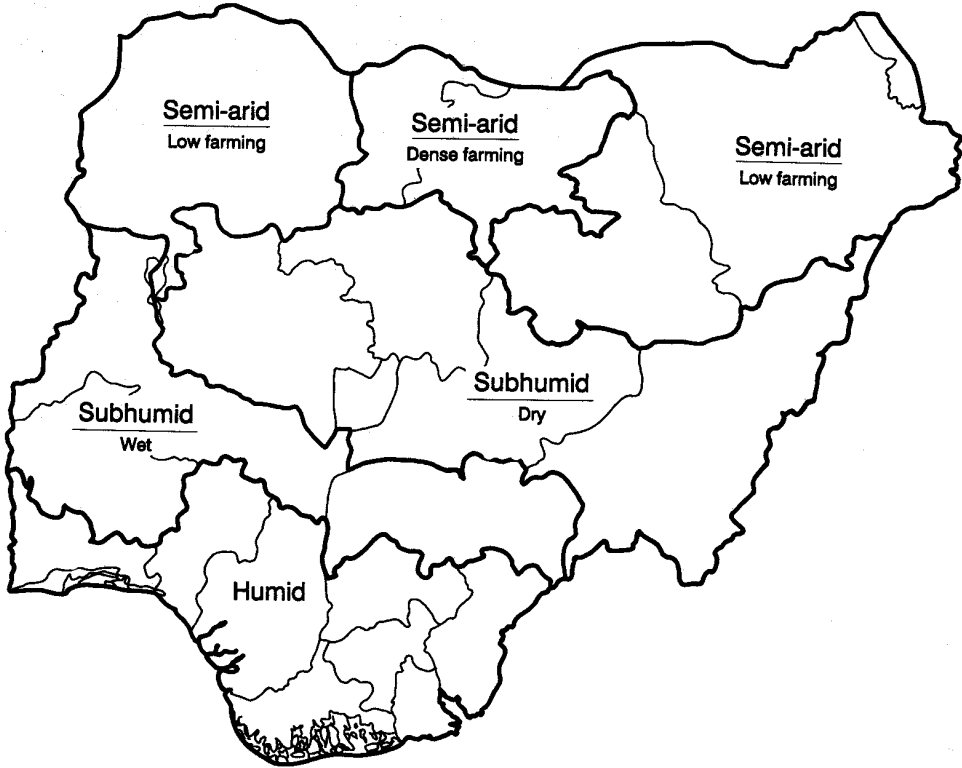 Semi-arid
Low farming
Semi-arid
Dense farming
Semi-arid
Low farming
Subhumid
Wet
Subhumid
Dry
Humid